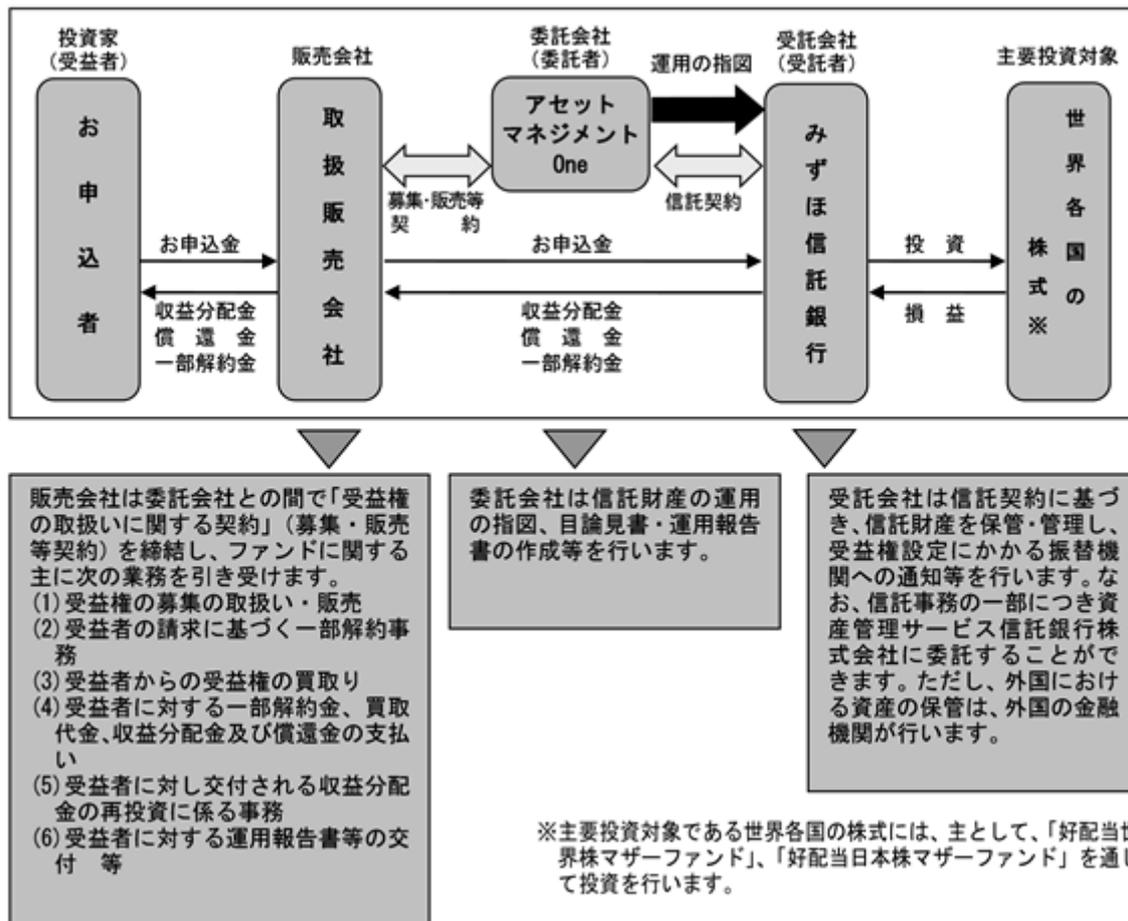 投資家
(受益者)
販売会社
委託会社
(委託者)
運用の指図
受託会社
(受託者)
主要投資対象
お申込者
取扱販売会社
アセット
マネジメント
One
みずほ信託銀行
世界各国の
株式※
募集・販売等
契 約
信託契約
お申込金
お申込金
投 資
収益分配金
償 還 金
一部解約金
収益分配金
償 還 金
一部解約金
損 益
販売会社は委託会社との間で「受益権
の取扱いに関する契約」(募集・販売
等契約)を締結し、ファンドに関する
主に次の業務を引き受けます。
(1)受益権の募集の取扱い・販売
(2)受益者の請求に基づく一部解約事
務
(3)受益者からの受益権の買取り
(4)受益者に対する一部解約金、買取
代金、収益分配金及び償還金の支払
い
(5)受益者に対し交付される収益分配
金の再投資に係る事務
(6)受益者に対する運用報告書等の交
付 等
委託会社は信託財産の運用
の指図、目論見書・運用報告
書の作成等を行います。
受託会社は信託契約に基づ
き、信託財産を保管・管理し、
受益権設定にかかる振替機
関への通知等を行います。な
お、信託事務の一部につき資
産管理サービス信託銀行株
式会社に委託することがで
きます。ただし、外国におけ
る資産の保管は、外国の金融
機関が行います。
※主要投資対象である世界各国の株式には、主として、「好配当世
界株マザーファンド」、「好配当日本株マザーファンド」を通し
て投資を行います。